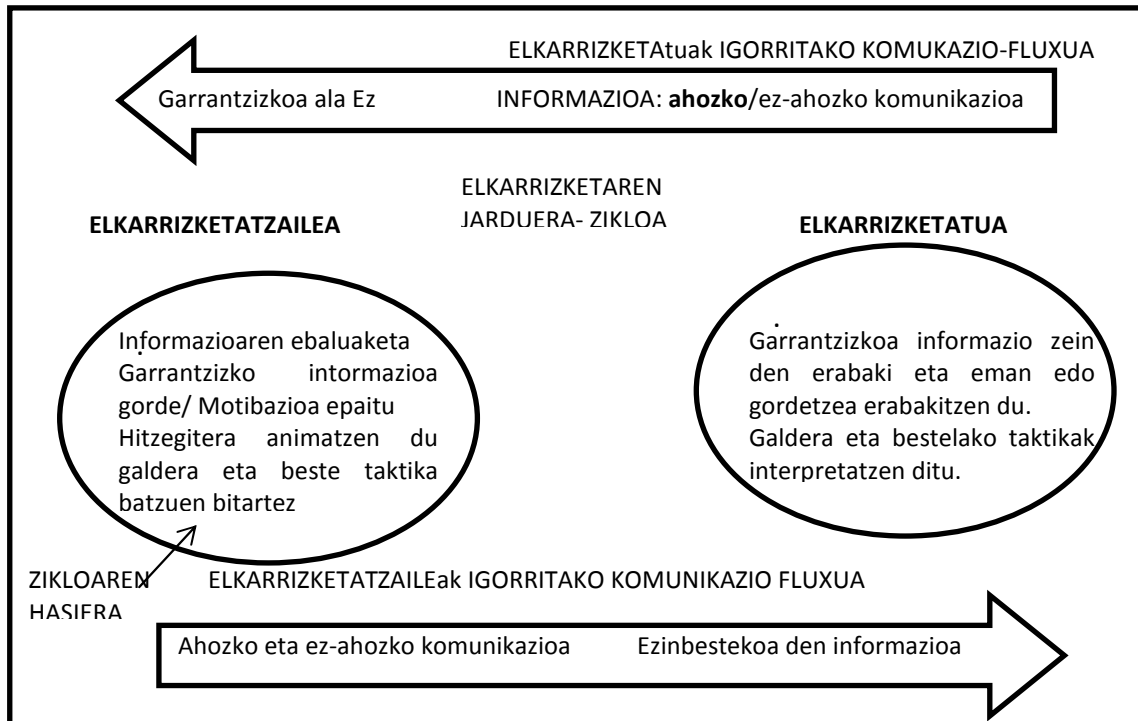 ELKARRIZKETAtuak IGORRITAKO KOMUKAZIO-FLUXUA
Garrantzizkoa ala Ez INFORMAZIOA: ahozko/ez-ahozko komunikazioa
ELKARRIZKETAREN
JARDUERA- ZIKLOA
ELKARRIZKETATZAILEA
ELKARRIZKETATUA
Informazioaren ebaluaketa
Garrantzizko intormazioa
gorde/ Motibazioa epaitu
Hitzegitera animatzen du
galdera eta beste taktika
batzuen bitartez
Garrantzizkoa informazio zein
den erabaki eta eman edo
gordetzea erabakitzen du.
Galdera eta bestelako taktikak
interpretatzen ditu.
ZIKLOAREN
HASIERA
ELKARRIZKETATZAILEak IGORRITAKO KOMUNIKAZIO FLUXUA
Ahozko eta ez-ahozko komunikazioa Ezinbestekoa den informazioa